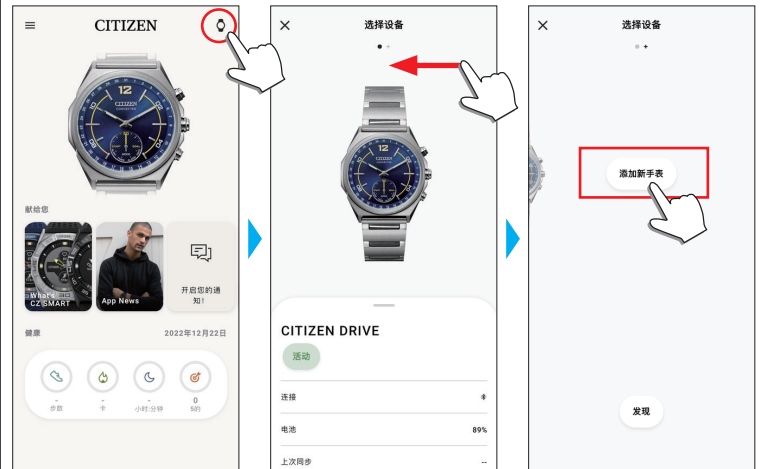 CITIZEN
献给您
What's
CZ SMART
App News
开启您的通
知!
健康
2022年12月22日
-
步数
-
卡
-
小时:分钟
0
5的
选择设备
CITIZEN DRIVE
活动
连接
电池
89%
上次同步
--
选择设备
添加新手表
发现